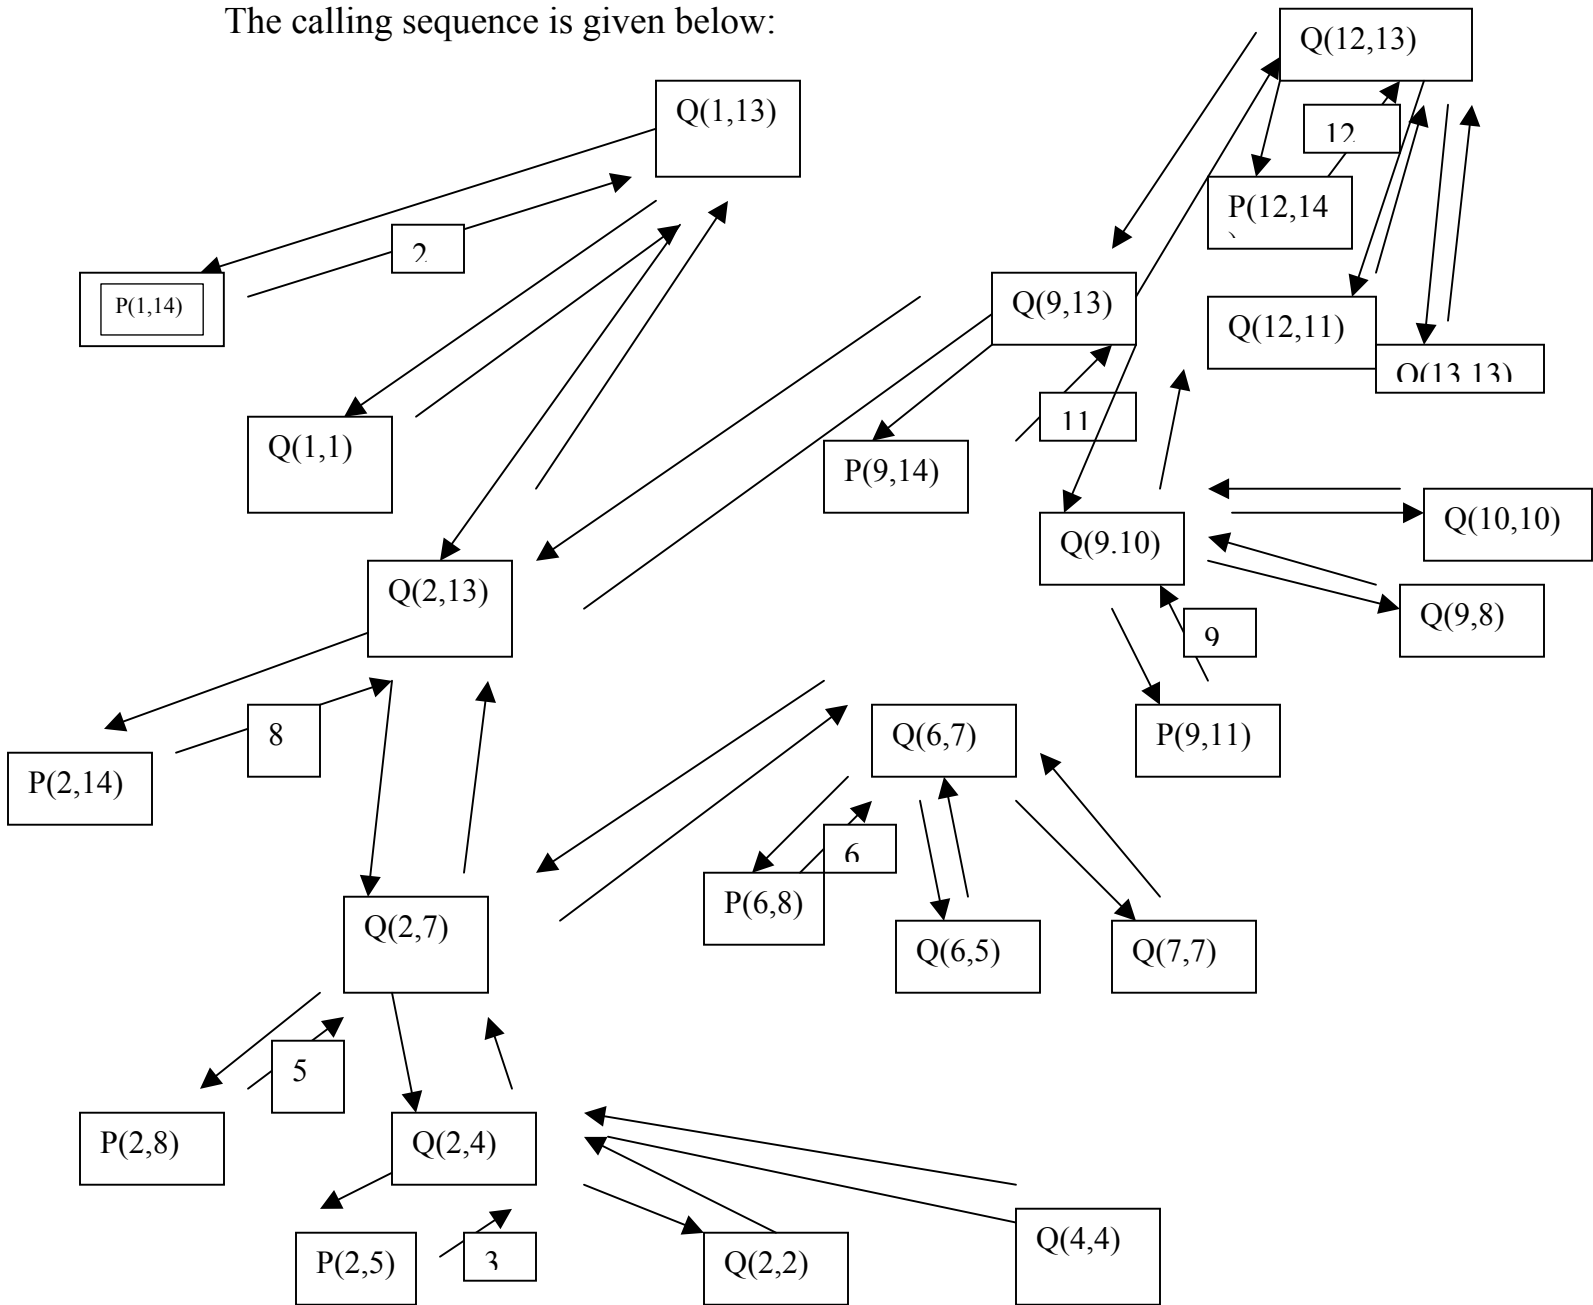 The calling sequence is given below:
Q(12,13)
Q(1,13)
12
P(12,14
)
2
Q(9,13)
P(1,14)
Q(12,11)
Q(13,13)
11
Q(1,1)
P(9,14)
Q(10,10)
Q(9.10)
Q(2,13)
Q(9,8)
9
8
Q(6,7)
P(9,11)
P(2,14)
6
P(6,8)
Q(2,7)
Q(6,5)
Q(7,7)
5
P(2,8)
Q(2,4)
Q(4,4)
P(2,5)
3
Q(2,2)